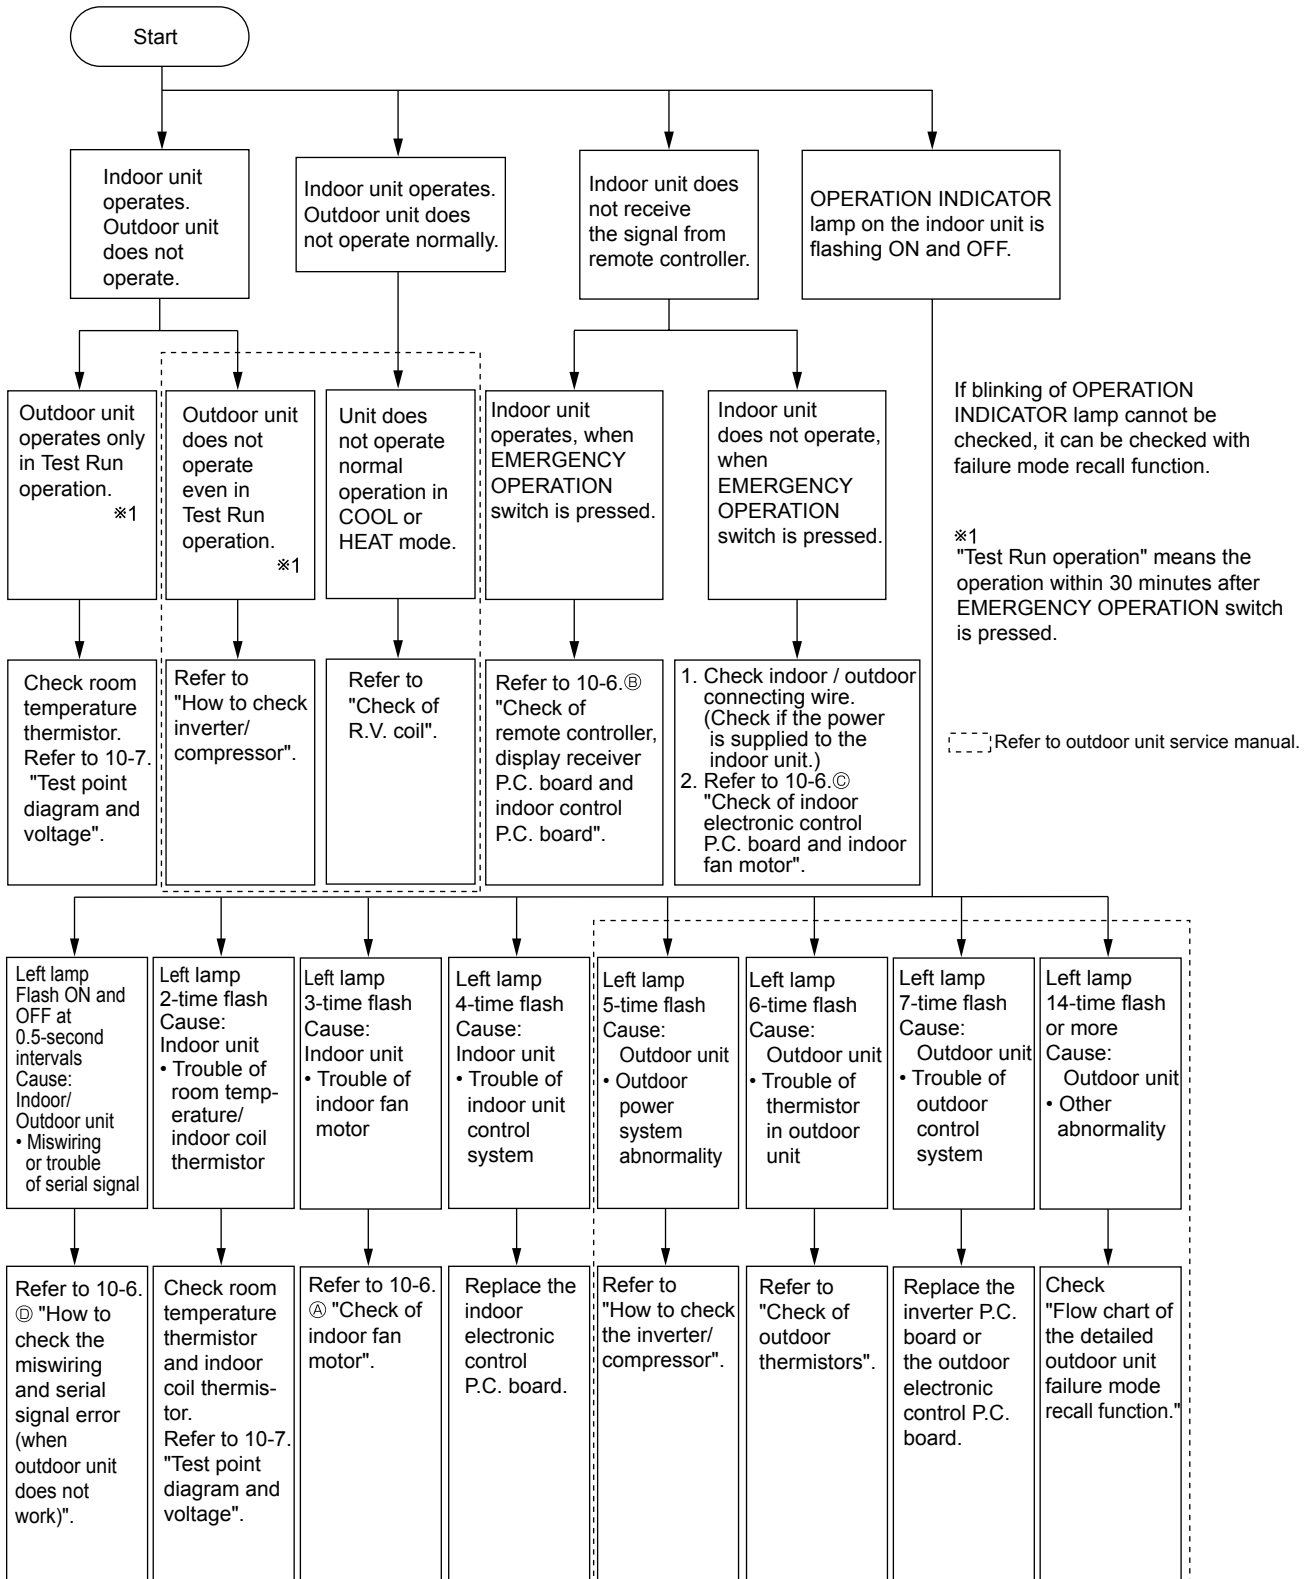 Start
Indoor unit
operates.
Outdoor unit
does not
operate.
Indoor unit operates.
Outdoor unit does
not operate normally.
Indoor unit does
not receive
the signal from
remote controller.
OPERATION INDICATOR
lamp on the indoor unit is
flashing ON and OFF.
Outdoor unit
operates only
in Test Run
operation.
※1
Outdoor unit
does not
operate
even in
Test Run
operation.
※1
Unit does
not operate
normal
operation in
COOL or
HEAT mode.
Indoor unit
operates, when
EMERGENCY
OPERATION
switch is pressed.
Indoor unit
does not operate,
when
EMERGENCY
OPERATION
switch is pressed.
If blinking of OPERATION
INDICATOR lamp cannot be
checked, it can be checked with
failure mode recall function.
※1
"Test Run operation" means the
operation within 30 minutes after
EMERGENCY OPERATION switch
is pressed.
Refer to outdoor unit service manual.
Check room
temperature
thermistor.
Refer to 10-7.
"Test point
diagram and
voltage".
Refer to
"How to check
inverter/
compressor".
Refer to
"Check of
R.V. coil".
Refer to 10-6.Ⓑ
"Check of
remote controller,
display receiver
P.C. board and
indoor control
P.C. board".
1. Check indoor / outdoor
connecting wire.
(Check if the power
is supplied to the
indoor unit.)
2. Refer to 10-6.Ⓒ
"Check of indoor
electronic control
P.C. board and indoor
fan motor".
Left lamp
Flash ON and
OFF at
0.5-second
intervals
Cause:
Indoor/
Outdoor unit
• Miswiring
or trouble
of serial signal
Left lamp
2-time flash
Cause:
Indoor unit
• Trouble of
room temp-
erature/
indoor coil
thermistor
Left lamp
3-time flash
Cause:
Indoor unit
• Trouble of
indoor fan
motor
Left lamp
4-time flash
Cause:
Indoor unit
• Trouble of
indoor unit
control
system
Left lamp
5-time flash
Cause:
Outdoor unit
• Outdoor
power
system
abnormality
Left lamp
6-time flash
Cause:
Outdoor unit
• Trouble of
thermistor
in outdoor
unit
Left lamp
7-time flash
Cause:
Outdoor unit
• Trouble of
outdoor
control
system
Left lamp
14-time flash
or more
Cause:
Outdoor unit
• Other
abnormality
Refer to 10-6.
Ⓓ "How to
check the
miswiring
and serial
signal error
(when
outdoor unit
does not
work)".
Check room
temperature
thermistor
and indoor
coil thermis-
tor.
Refer to 10-7.
"Test point
diagram and
voltage".
Refer to 10-6.
Ⓐ "Check of
indoor fan
motor".
Replace the
indoor
electronic
control
P.C. board.
Refer to
"How to check
the inverter/
compressor".
Refer to
"Check of
outdoor
thermistors".
Replace the
inverter P.C.
board or
the outdoor
electronic
control P.C.
board.
Check
"Flow chart of
the detailed
outdoor unit
failure mode
recall function."